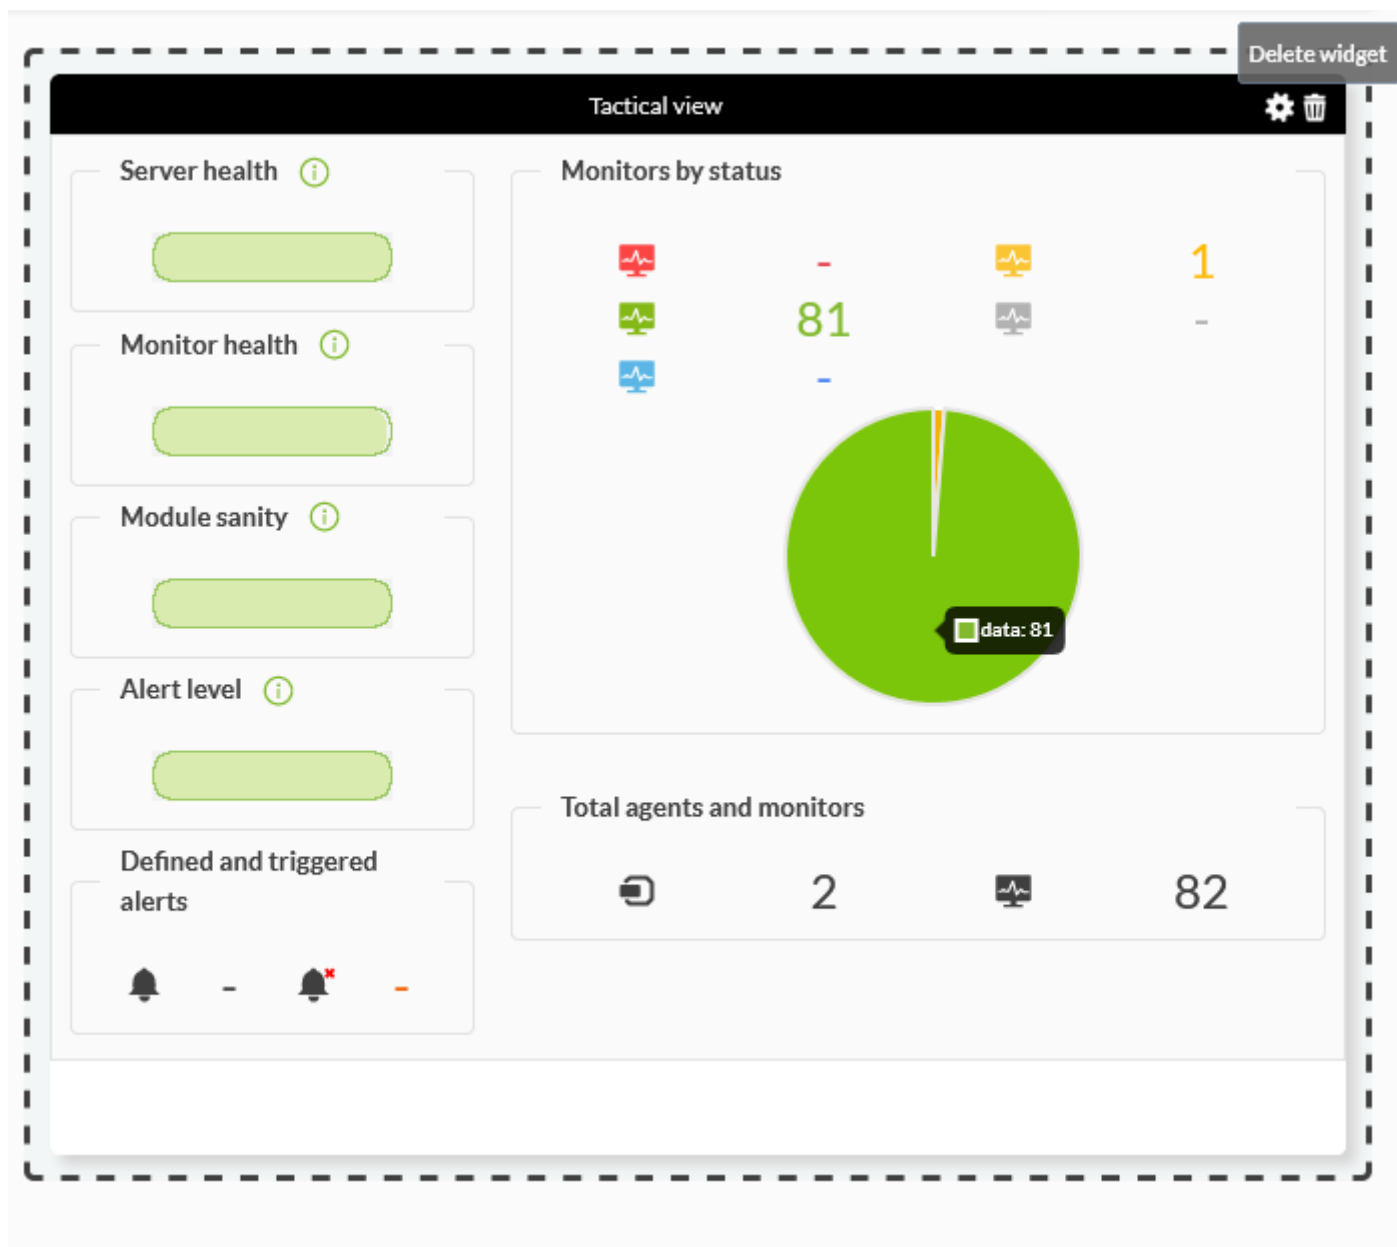 Delete widget
Tactical view
Server health
Monitor health
Module sanity
Alert level
Defined and triggered
alerts
- -
Monitors by status
- 1
81 -
-
data: 81
Total agents and monitors
2 82